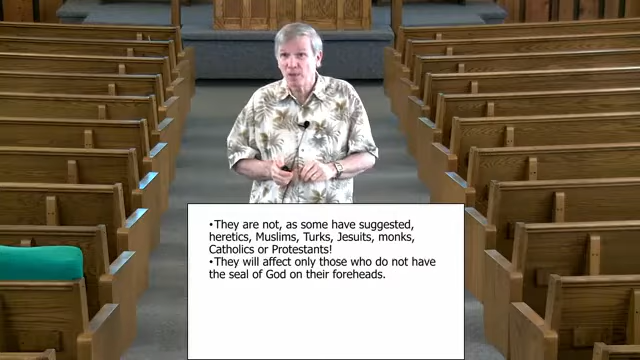 •They are not, as some have suggested,
heretics, Muslims, Turks, Jesuits, monks,
Catholics or Protestants!
•They will affect only those who do not have
the seal of God on their foreheads.